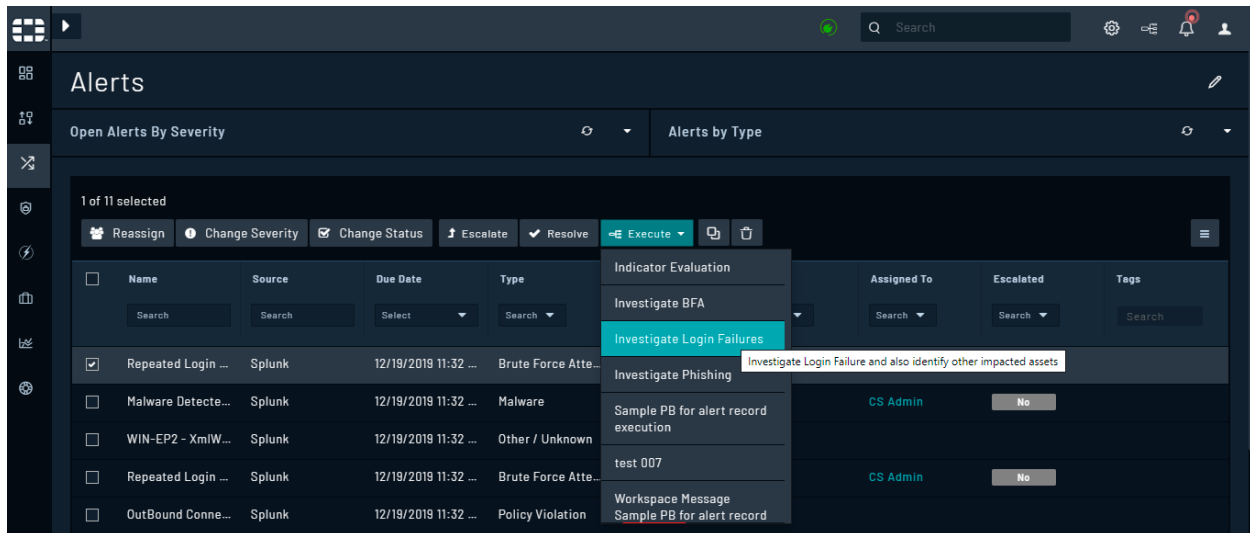 Search
Alerts
Open Alerts By Severity
Alerts by Type
1 of 11 selected
Reassign
Change Severity
Change Status
Escalate
Resolve
Execute
Name
Source
Due Date
Type
Assigned To
Escalated
Tags
Search
Search
Select
Search
Search
Search
Search
Indicator Evaluation
Investigate BFA
Investigate Login Failures
Investigate Login Failure and also identify other impacted assets
Investigate Phishing
Sample PB for alert record
execution
test 007
Workspace Message
Sample PB for alert record
Repeated Login ... Splunk 12/19/2019 11:32 ... Brute Force Atte...
Malware Detecte... Splunk 12/19/2019 11:32 ... Malware CS Admin No
WIN-EP2 - XmlW... Splunk 12/19/2019 11:32 ... Other / Unknown
Repeated Login ... Splunk 12/19/2019 11:32 ... Brute Force Atte... CS Admin No
OutBound Conne... Splunk 12/19/2019 11:32 ... Policy Violation